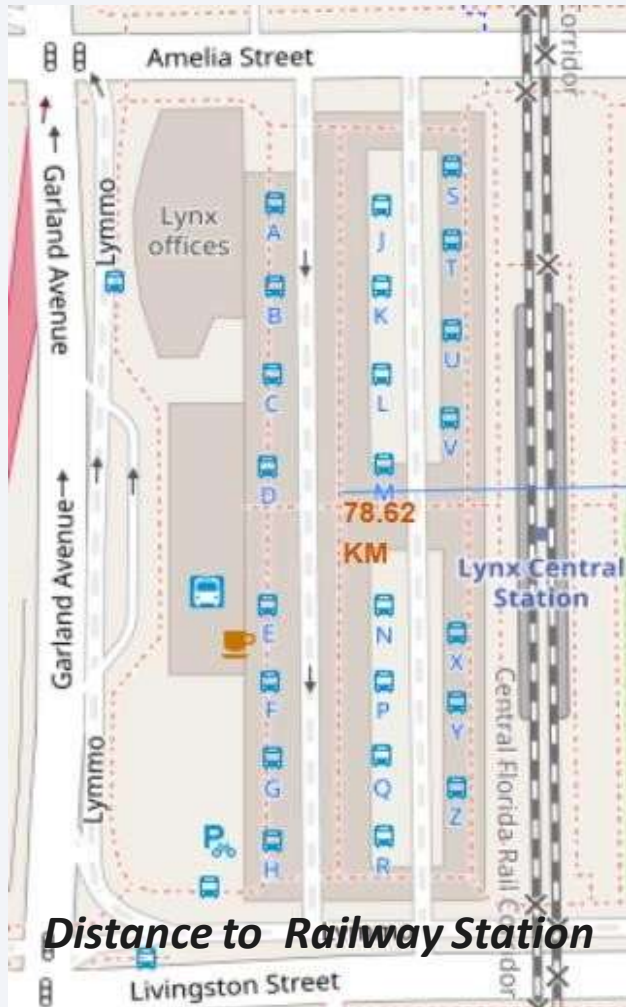 Amelia Street
Corridor
Garland Avenue
Lymmo
Lynx
offices
A
B
C
D
J
K
L
M
S
T
U
V
78.62
KM
Garland Avenue
Lynx Central
Station
E
F
G
H
N
P
Q
R
X
Y
Z
Lymmo
P
Central Florida Rail Corridor
Distance to Railway Station
Livingston Street